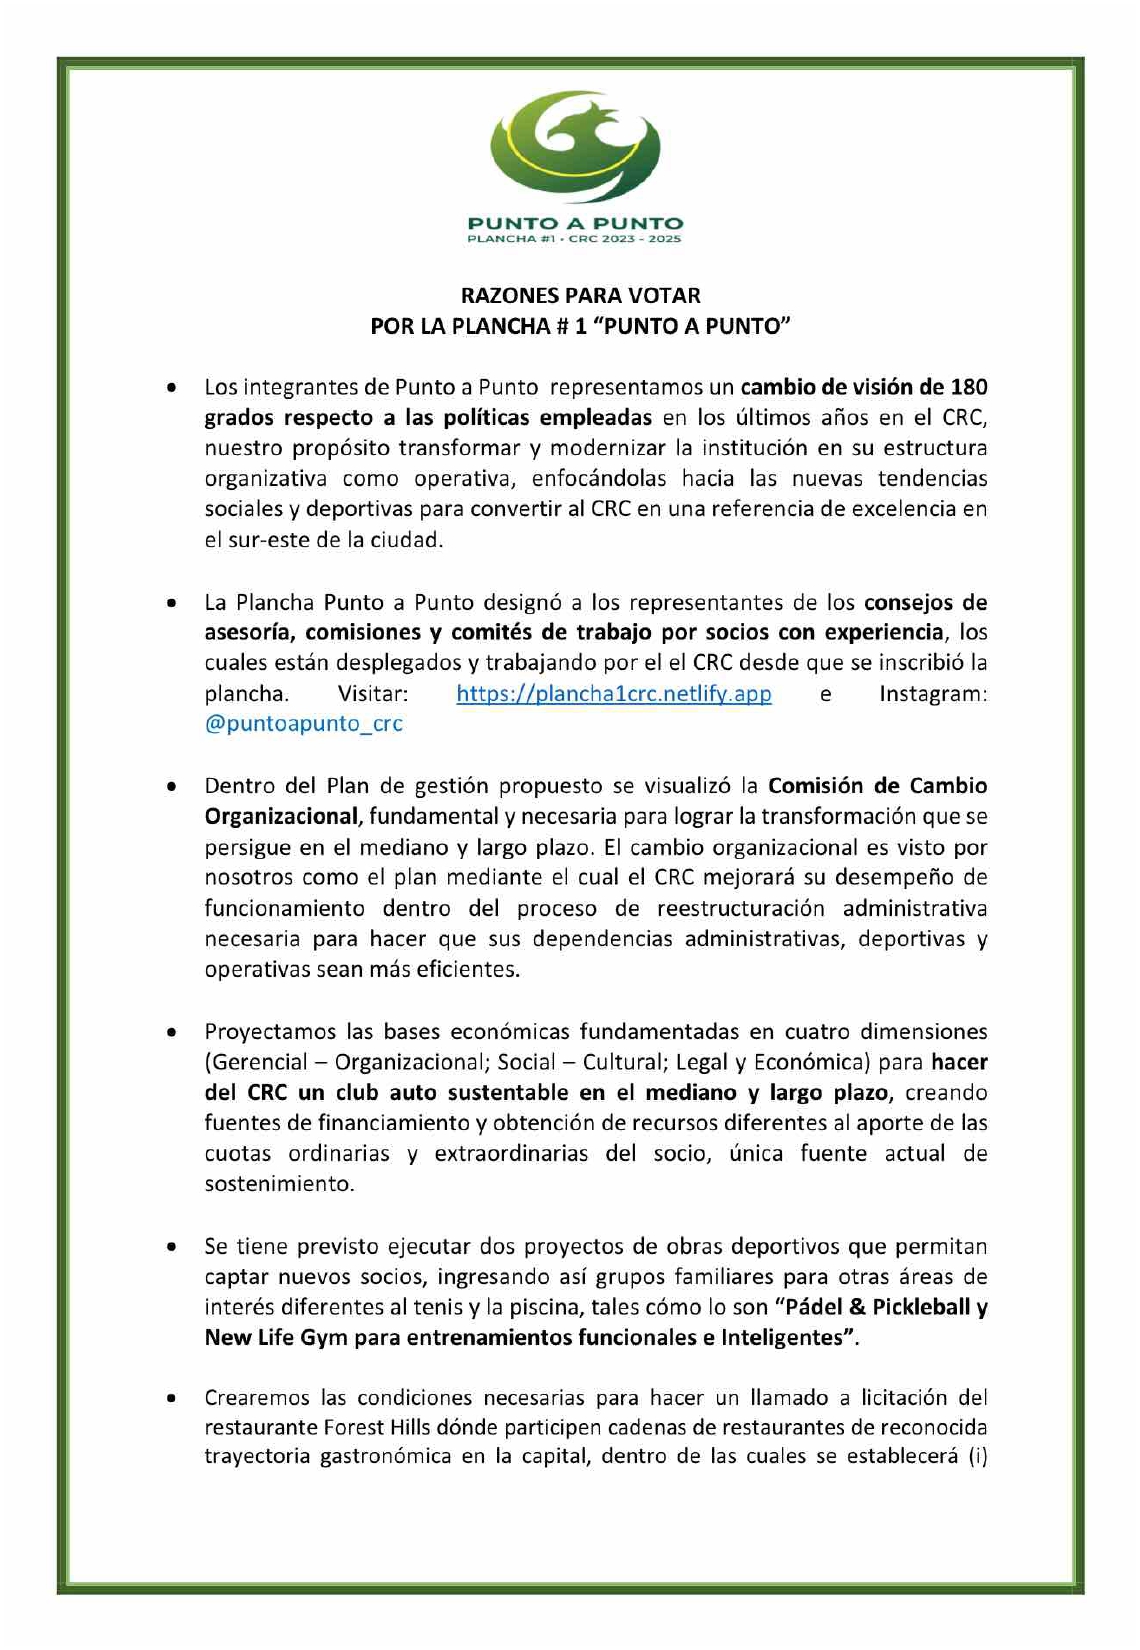 PUNTO A PUNTO
PLANCHA #1 • CRC 2023 - 2025
RAZONES PARA VOTAR
POR LA PLANCHA # 1 “PUNTO A PUNTO”
• Los integrantes de Punto a Punto representamos un cambio de visión de 180
grados respecto a las políticas empleadas en los últimos años en el CRC,
nuestro propósito transformar y modernizar la institución en su estructura
organizativa como operativa, enfocándolas hacia las nuevas tendencias
sociales y deportivas para convertir al CRC en una referencia de excelencia en
el sur-este de la ciudad.
• La Plancha Punto a Punto designó a los representantes de los consejos de
asesoría, comisiones y comités de trabajo por socios con experiencia, los
cuales están desplegados y trabajando por el el CRC desde que se inscribió la
plancha. Visitar: https://plancha1crc.netlify.app e Instagram:
@puntoapunto_crc
• Dentro del Plan de gestión propuesto se visualizó la Comisión de Cambio
Organizacional, fundamental y necesaria para lograr la transformación que se
persigue en el mediano y largo plazo. El cambio organizacional es visto por
nosotros como el plan mediante el cual el CRC mejorará su desempeño de
funcionamiento dentro del proceso de reestructuración administrativa
necesaria para hacer que sus dependencias administrativas, deportivas y
operativas sean más eficientes.
• Proyectamos las bases económicas fundamentadas en cuatro dimensiones
(Gerencial – Organizacional; Social – Cultural; Legal y Económica) para hacer
del CRC un club auto sustentable en el mediano y largo plazo, creando
fuentes de financiamiento y obtención de recursos diferentes al aporte de las
cuotas ordinarias y extraordinarias del socio, única fuente actual de
sostenimiento.
• Se tiene previsto ejecutar dos proyectos de obras deportivos que permitan
captar nuevos socios, ingresando así grupos familiares para otras áreas de
interés diferentes al tenis y la piscina, tales cómo lo son “Pádel & Pickleball y
New Life Gym para entrenamientos funcionales e Inteligentes”.
• Crearemos las condiciones necesarias para hacer un llamado a licitación del
restaurante Forest Hills dónde participen cadenas de restaurantes de reconocida
trayectoria gastronómica en la capital, dentro de las cuales se establecerá (i)